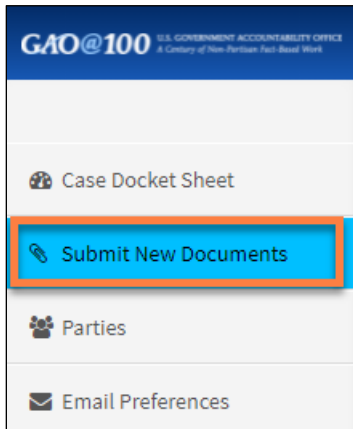 GAO@100 U.S. GOVERNMENT ACCOUNTABILITY OFFICE
A Century of Non-Partisan Fact-Based Work
Case Docket Sheet
Submit New Documents
Parties
Email Preferences